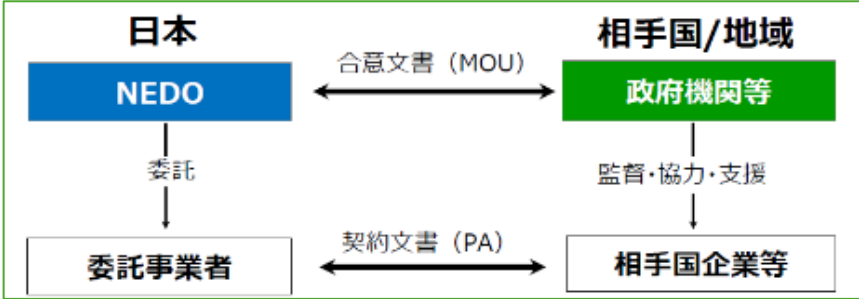 日本
相手国/地域
合意文書（MOU）
NEDO
政府機関等
委託
監督・協力・支援
契約文書（PA）
委託事業者
相手国企業等